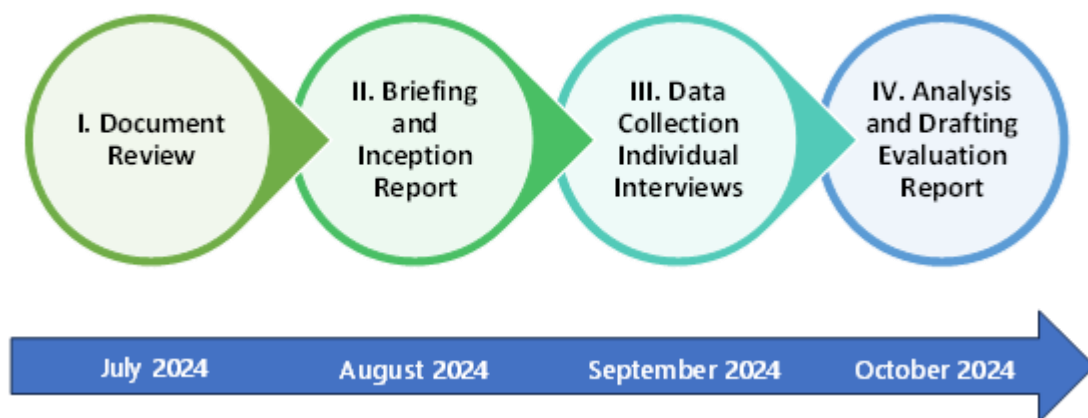 I. Document
Review
II. Briefing
and
Inception
Report
III. Data
Collection
Individual
Interviews
IV. Analysis
and Drafting
Evaluation
Report
July 2024
August 2024
September 2024
October 2024